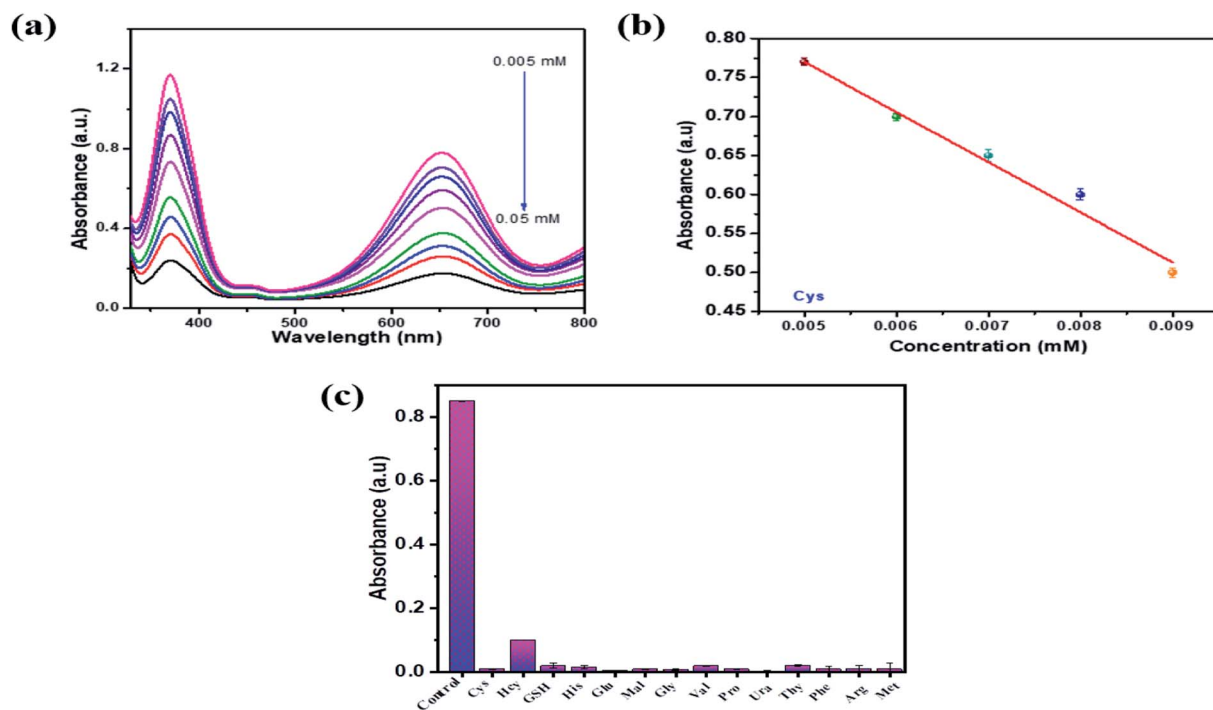 (a)
Absorbance (a.u.)
1.2
0.8
0.4
0.0
0.005 mM
0.05 mM
400
500
600
700
800
Wavelength (nm)
(b)
Absorbance (a.u)
0.80
0.75
0.70
0.65
0.60
0.55
0.50
0.45
Cys
0.005
0.006
0.007
0.008
0.009
Concentration (mM)
(c)
Absorbance (a.u)
0.8
0.6
0.4
0.2
0.0
Control
Cys
Hcy
GSH
His
Glu
Mal
Gly
Val
Pro
Ura
Thy
Phe
Arg
Met